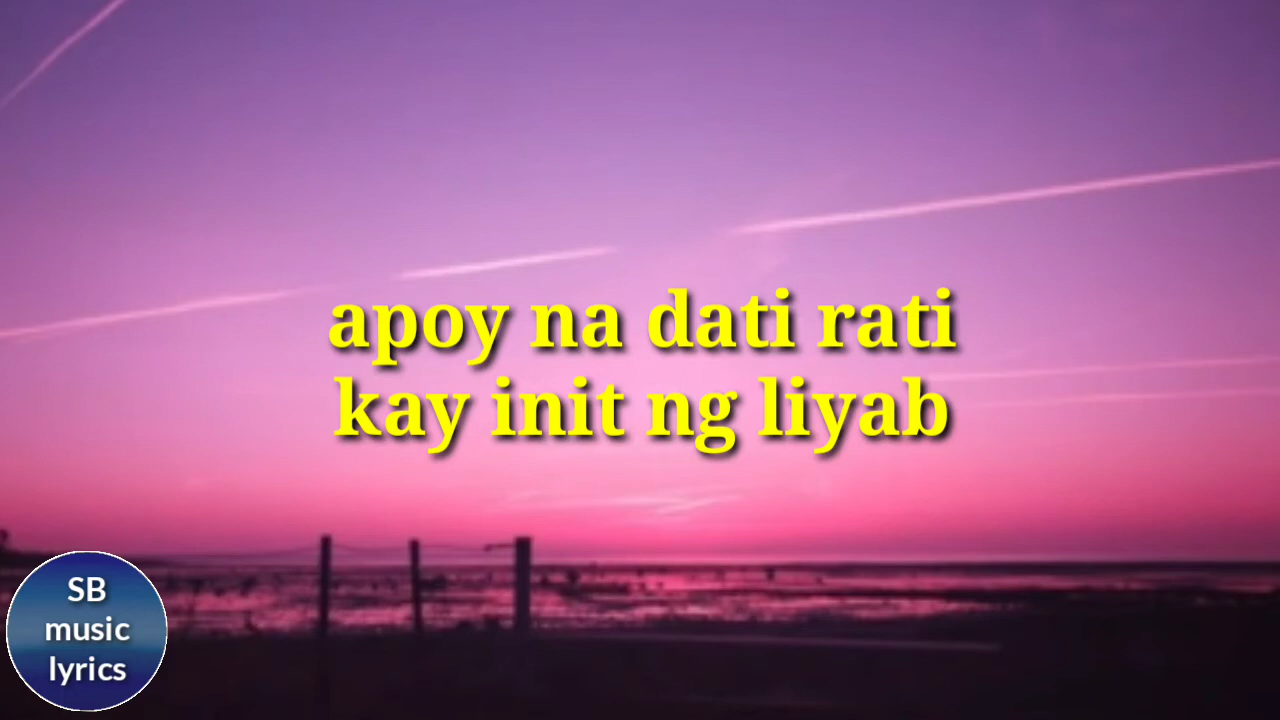 apoy na dati rati
kay init ng liyab
SB
music
lyrics